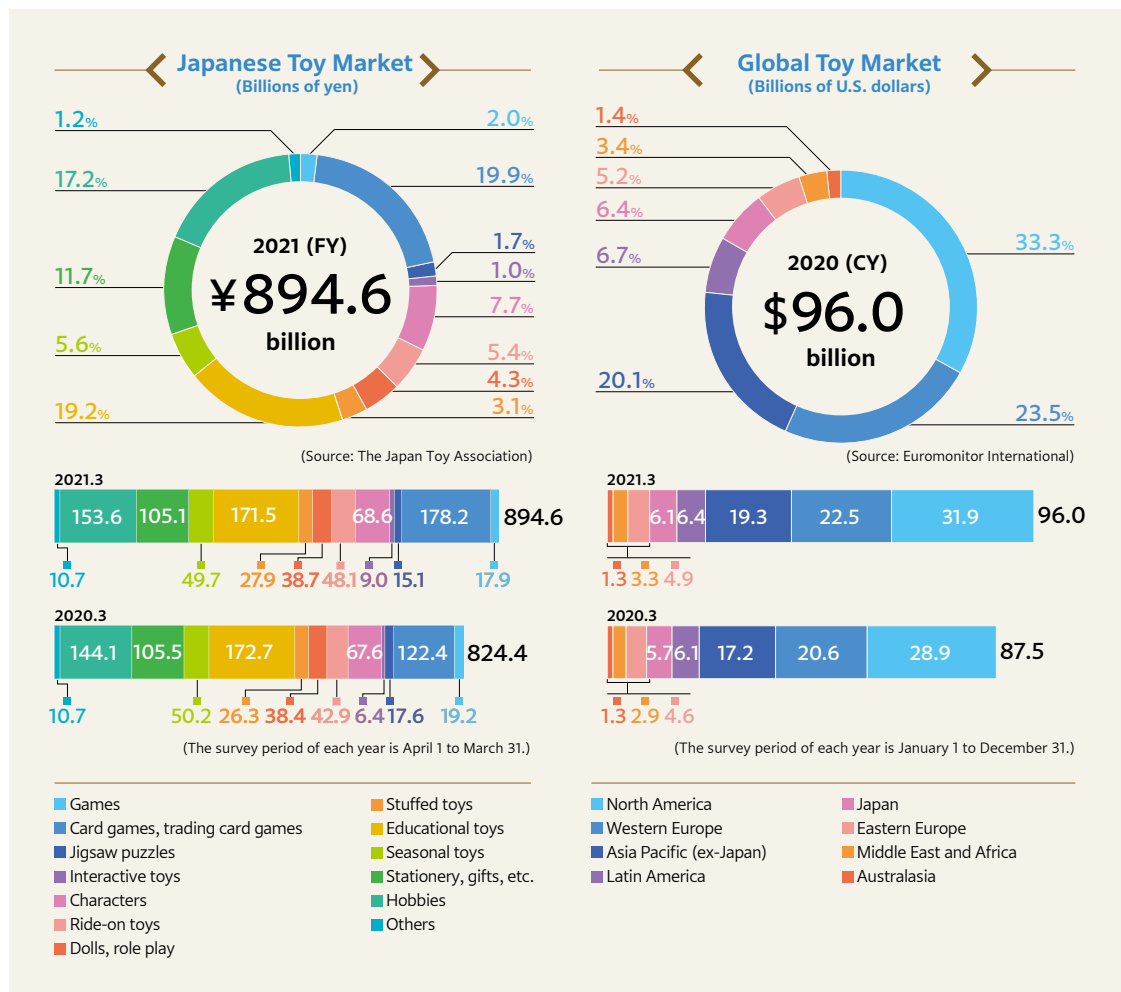 Japanese Toy Market
(Billions of yen)
1.2%
2.0%
17.2%
19.9%
11.7%
1.7%
1.0%
7.7%
5.6%
5.4%
4.3%
19.2%
3.1%
2021 (FY)
¥894.6
billion
(Source: The Japan Toy Association)
2021.3
153.6 105.1 171.5 68.6 178.2 894.6
10.7 49.7 27.9 38.7 48.1 9.0 15.1 17.9
2020.3
144.1 105.5 172.7 67.6 122.4 824.4
10.7 50.2 26.3 38.4 42.9 6.4 17.6 19.2
(The survey period of each year is April 1 to March 31.)
Games
Card games, trading card games
Jigsaw puzzles
Interactive toys
Characters
Ride-on toys
Dolls, role play
Stuffed toys
Educational toys
Seasonal toys
Stationery, gifts, etc.
Hobbies
Others
Global Toy Market
(Billions of U.S. dollars)
1.4%
3.4%
5.2%
6.4%
6.7%
33.3%
20.1%
23.5%
2020 (CY)
$96.0
billion
(Source: Euromonitor International)
2021.3
6.1 6.4 19.3 22.5 31.9 96.0
1.3 3.3 4.9
2020.3
5.7 6.1 17.2 20.6 28.9 87.5
1.3 2.9 4.6
(The survey period of each year is January 1 to December 31.)
North America
Western Europe
Asia Pacific (ex-Japan)
Latin America
Japan
Eastern Europe
Middle East and Africa
Australasia